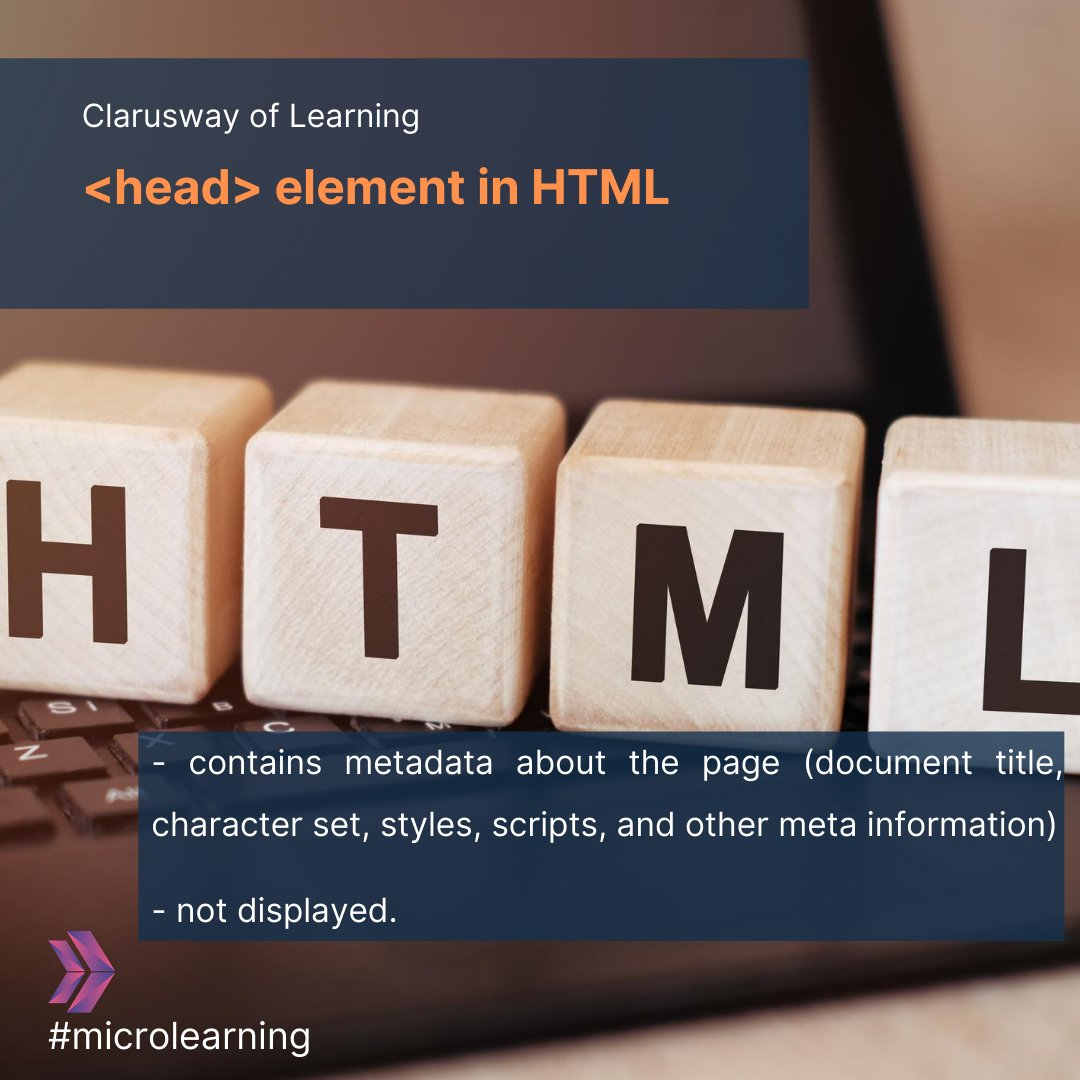 Clarusway of Learning
<head> element in HTML
H T M L
SI
B
Z
X
C
M
- contains metadata about the page (document title,
character set, styles, scripts, and other meta information)
- not displayed.
#microlearning